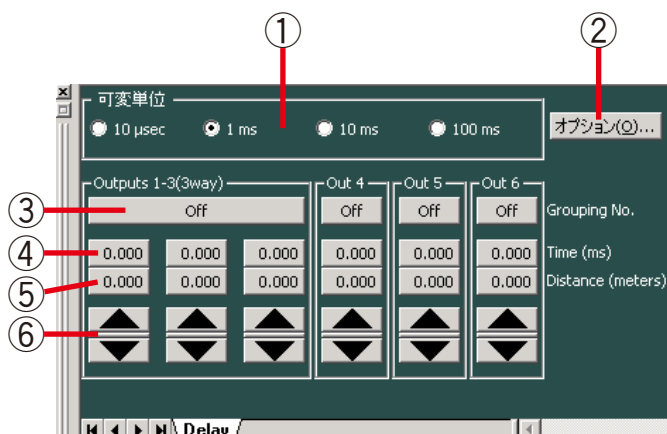 ① ②
可変単位
10 μsec 1 ms 10 ms 100 ms オプション(O)...
Outputs 1-3(3way) Out 4 Out 5 Out 6
③ Off Off Off Off Grouping No.
④ 0.000 0.000 0.000 0.000 0.000 0.000 Time (ms)
⑤ 0.000 0.000 0.000 0.000 0.000 0.000 Distance (meters)
⑥
Delay